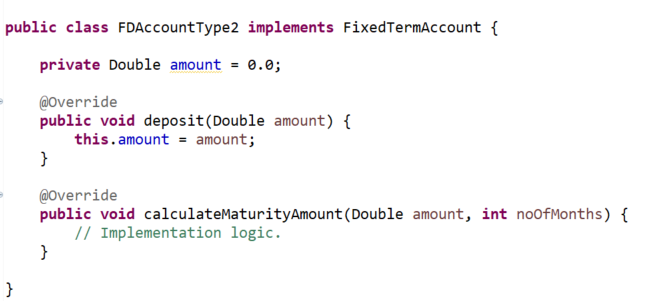 public class FDAccountType2 implements FixedTermAccount {
private Double amount = 0.0;
@Override
public void deposit(Double amount) {
this.amount = amount;
}
@Override
public void calculateMaturityAmount(Double amount, int noOfMonths) {
// Implementation logic.
}
}